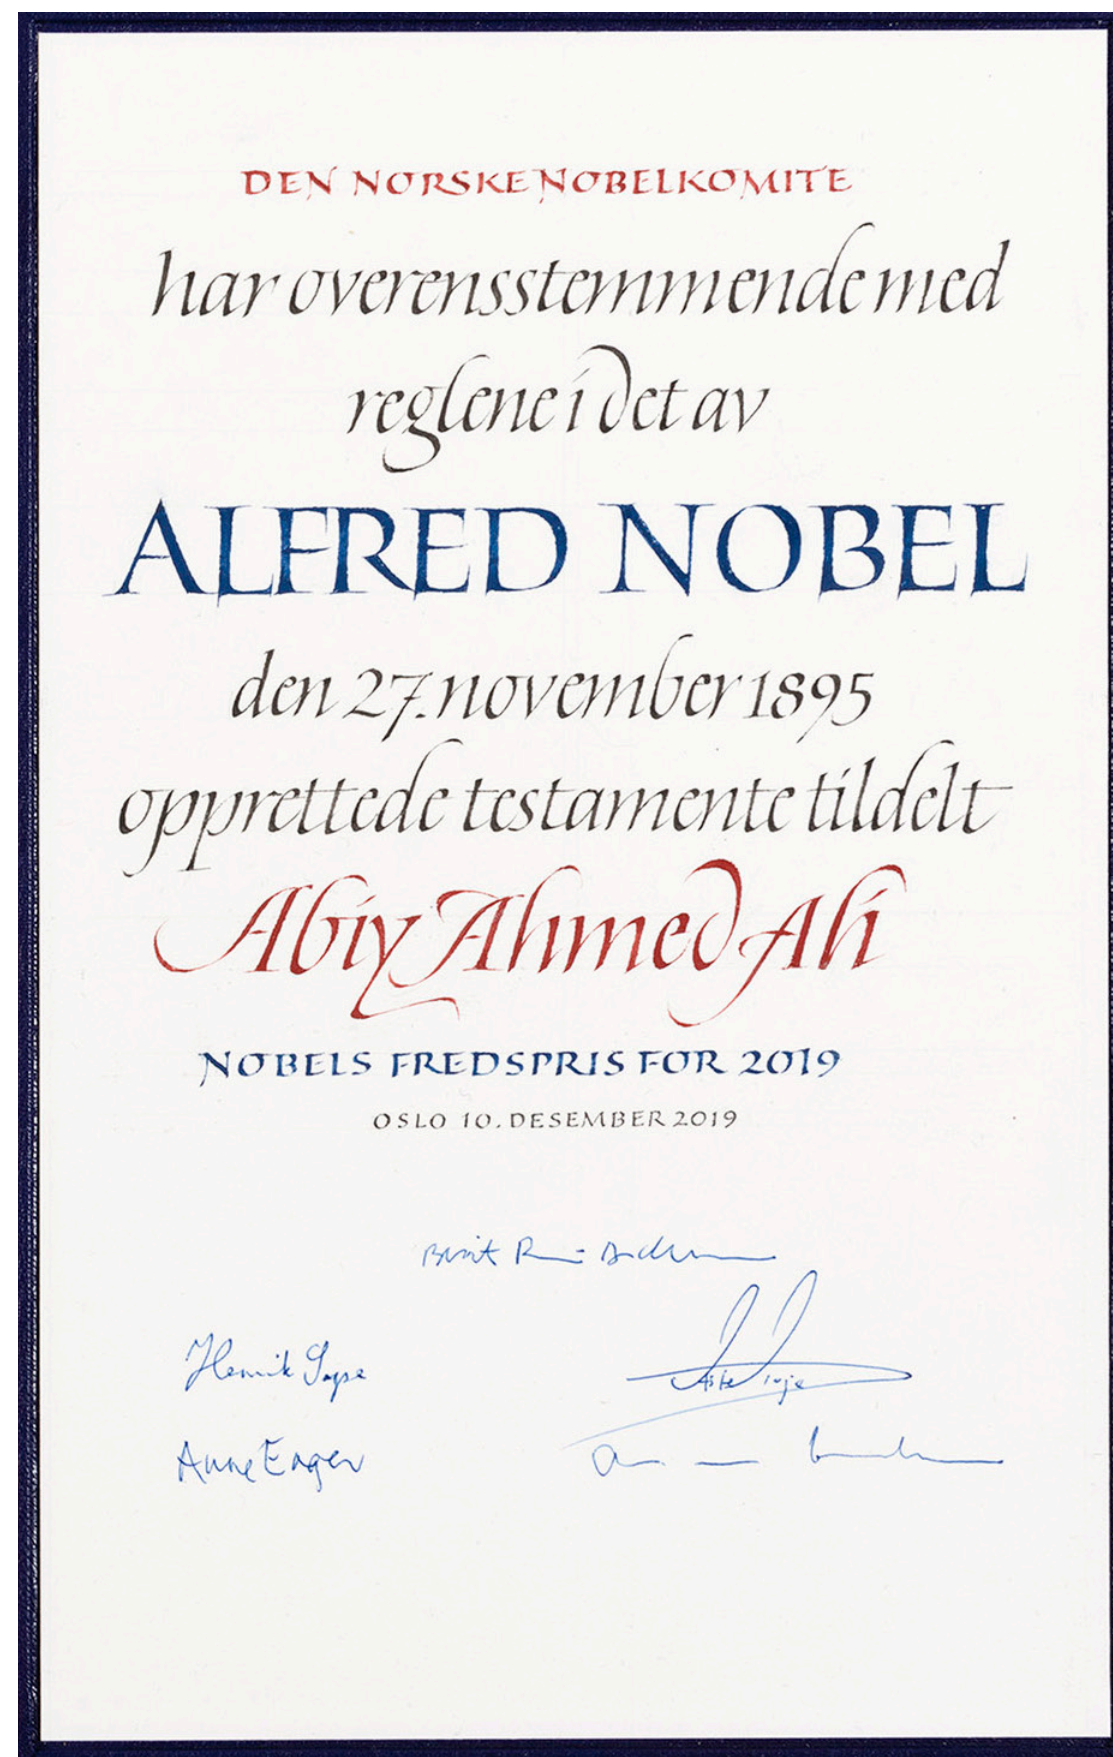 DEN NORSKE NOBELKOMITE
har overensstemmende med
reglene i det av
ALFRED NOBEL
den 27. november 1895
opprettede testamente tildelt
Abiy Ahmed Ali
NOBELS FREDSPRIS FOR 2019
OSLO 10. DESEMBER 2019
Berit
Henrik Syse
Anne Enger